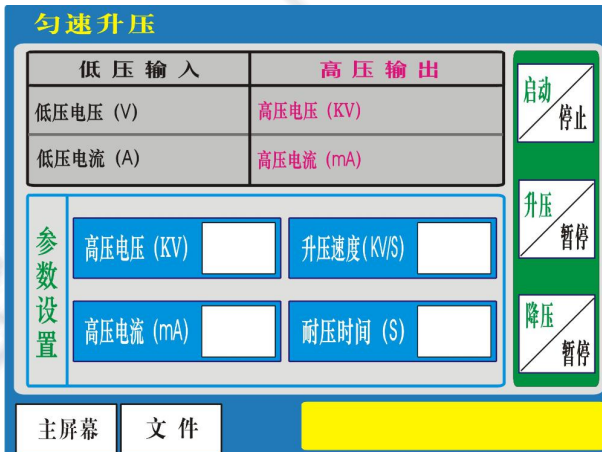 匀速升压
低压输入 高压输出
低压电压 (V) 高压电压 (KV)
低压电流 (A) 高压电流 (mA)
启动
停止
升压
暂停
降压
暂停
参数设置
高压电压 (KV) 升压速度(KV/S)
高压电流 (mA) 耐压时间 (S)
主屏幕 文件